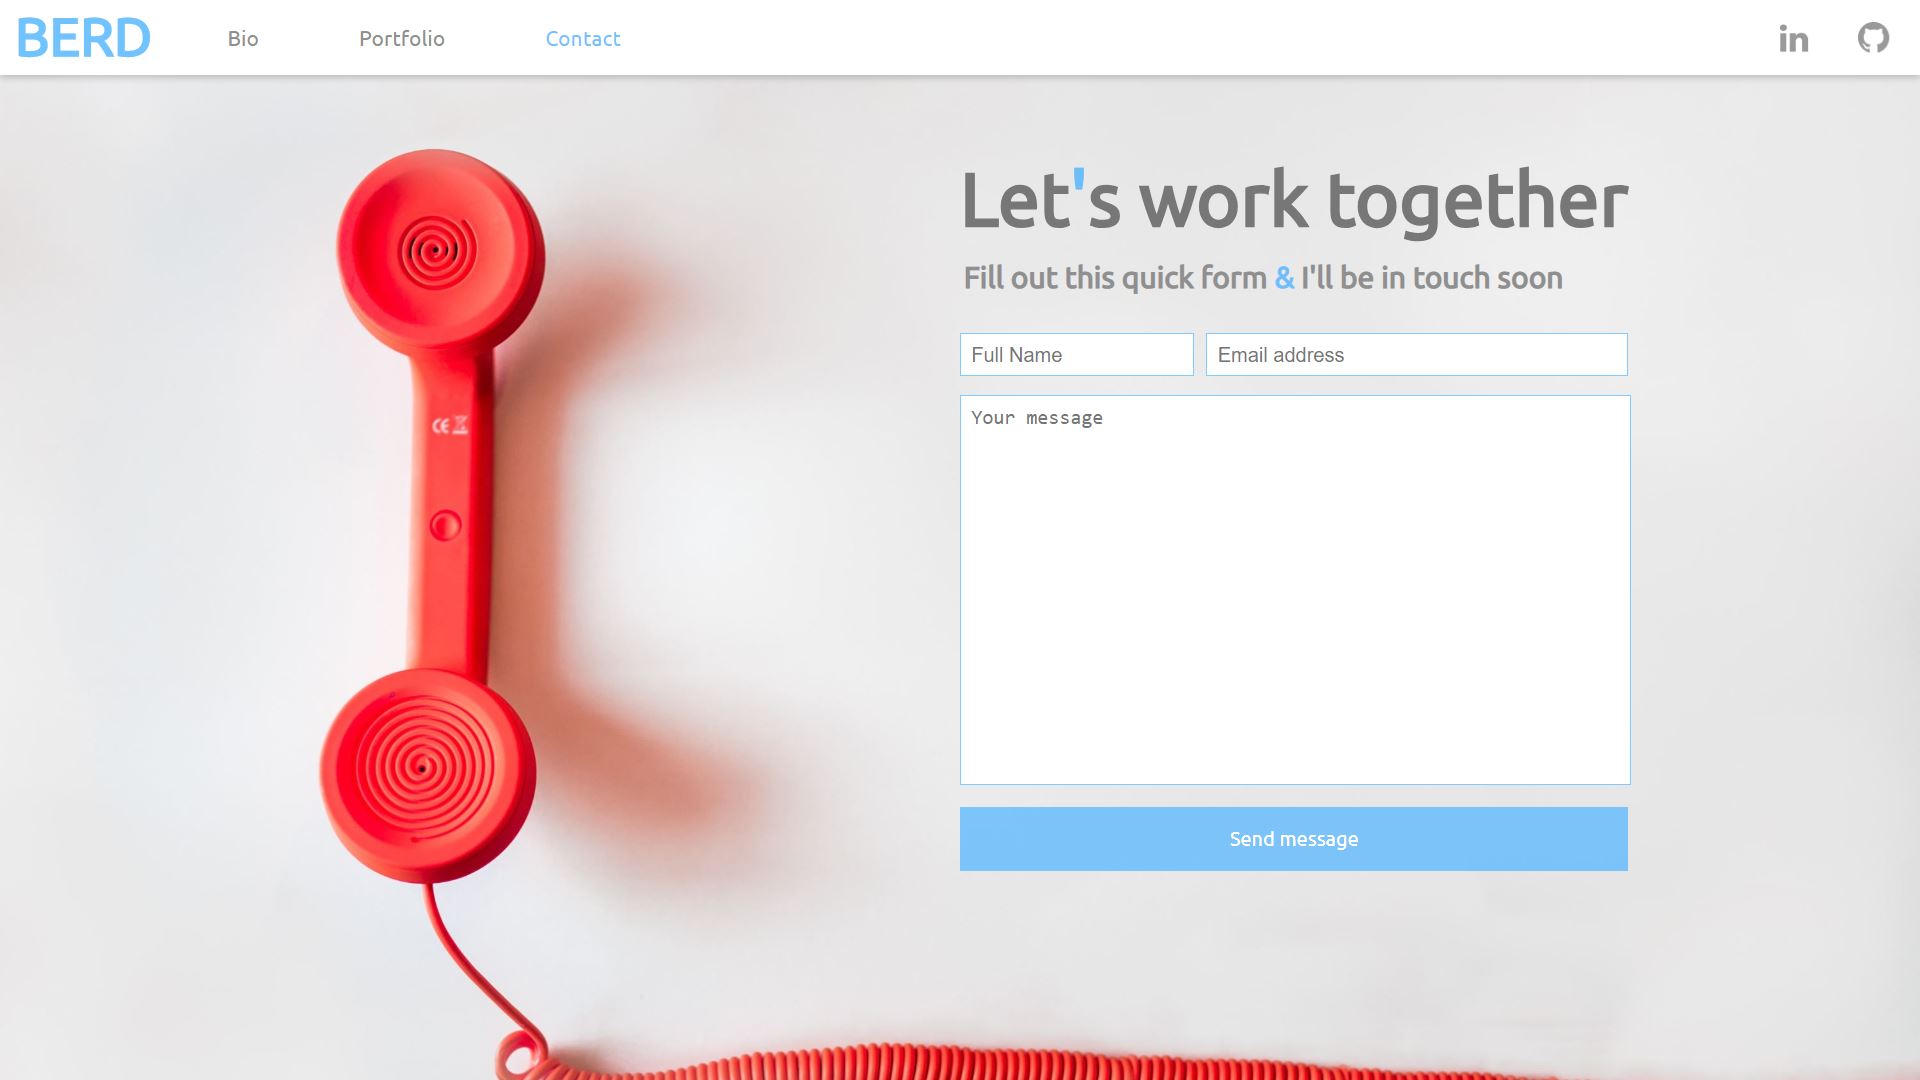 BERD
Bio
Portfolio
Contact
in
Let's work together
Fill out this quick form & I'll be in touch soon
Full Name
Email address
Your message
Send message
CE